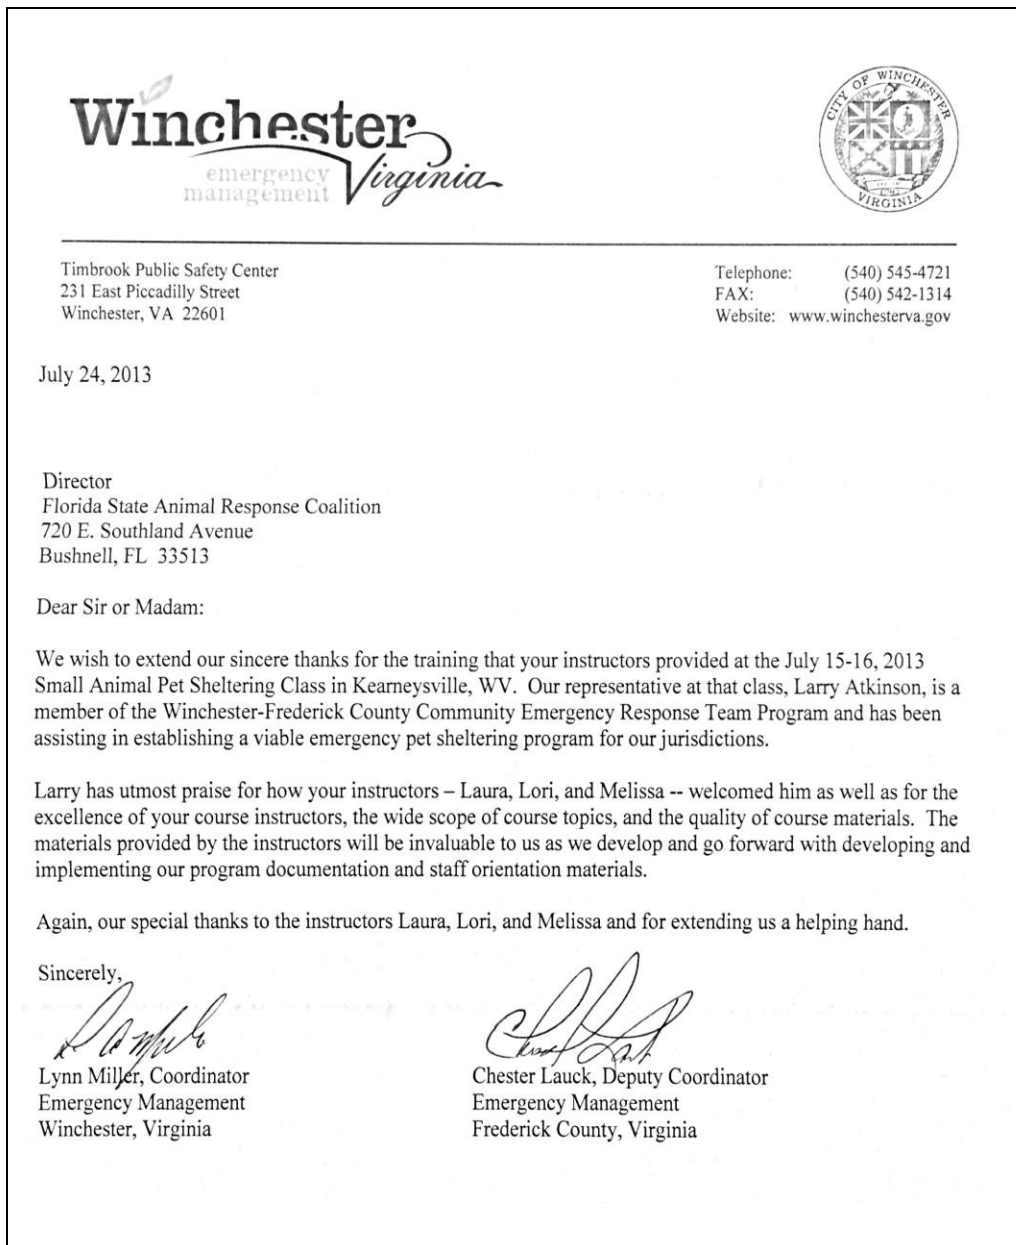 Winchester
emergency
management
Virginia
CITY OF WINCHESTER
VIRGINIA
Timbrook Public Safety Center
231 East Piccadilly Street
Winchester, VA 22601
Telephone: (540) 545-4721
FAX: (540) 542-1314
Website: www.winchesterva.gov
July 24, 2013
Director
Florida State Animal Response Coalition
720 E. Southland Avenue
Bushnell, FL 33513
Dear Sir or Madam:
We wish to extend our sincere thanks for the training that your instructors provided at the July 15-16, 2013
Small Animal Pet Sheltering Class in Kearneysville, WV. Our representative at that class, Larry Atkinson, is a
member of the Winchester-Frederick County Community Emergency Response Team Program and has been
assisting in establishing a viable emergency pet sheltering program for our jurisdictions.
Larry has utmost praise for how your instructors – Laura, Lori, and Melissa -- welcomed him as well as for the
excellence of your course instructors, the wide scope of course topics, and the quality of course materials. The
materials provided by the instructors will be invaluable to us as we develop and go forward with developing and
implementing our program documentation and staff orientation materials.
Again, our special thanks to the instructors Laura, Lori, and Melissa and for extending us a helping hand.
Sincerely,
Lynn Miller, Coordinator
Emergency Management
Winchester, Virginia
Chester Lauck, Deputy Coordinator
Emergency Management
Frederick County, Virginia